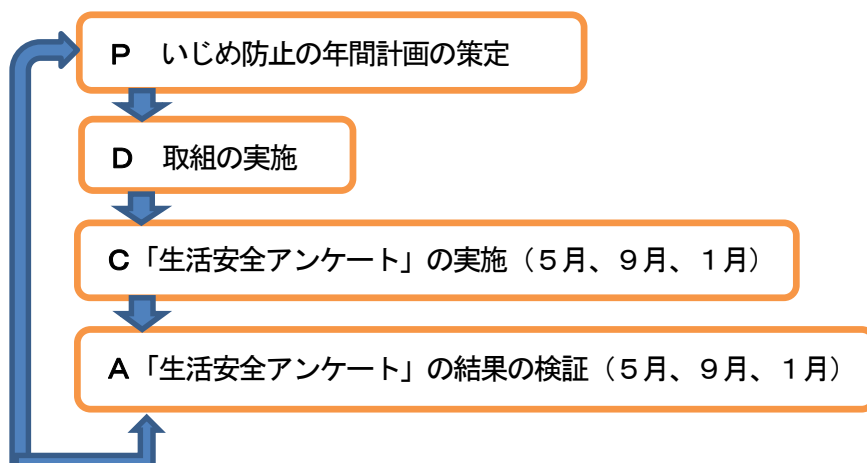 P　いじめ防止の年間計画の策定
D　取組の実施
C「生活安全アンケート」の実施（５月、９月、１月）
A「生活安全アンケート」の結果の検証（５月、９月、１月）